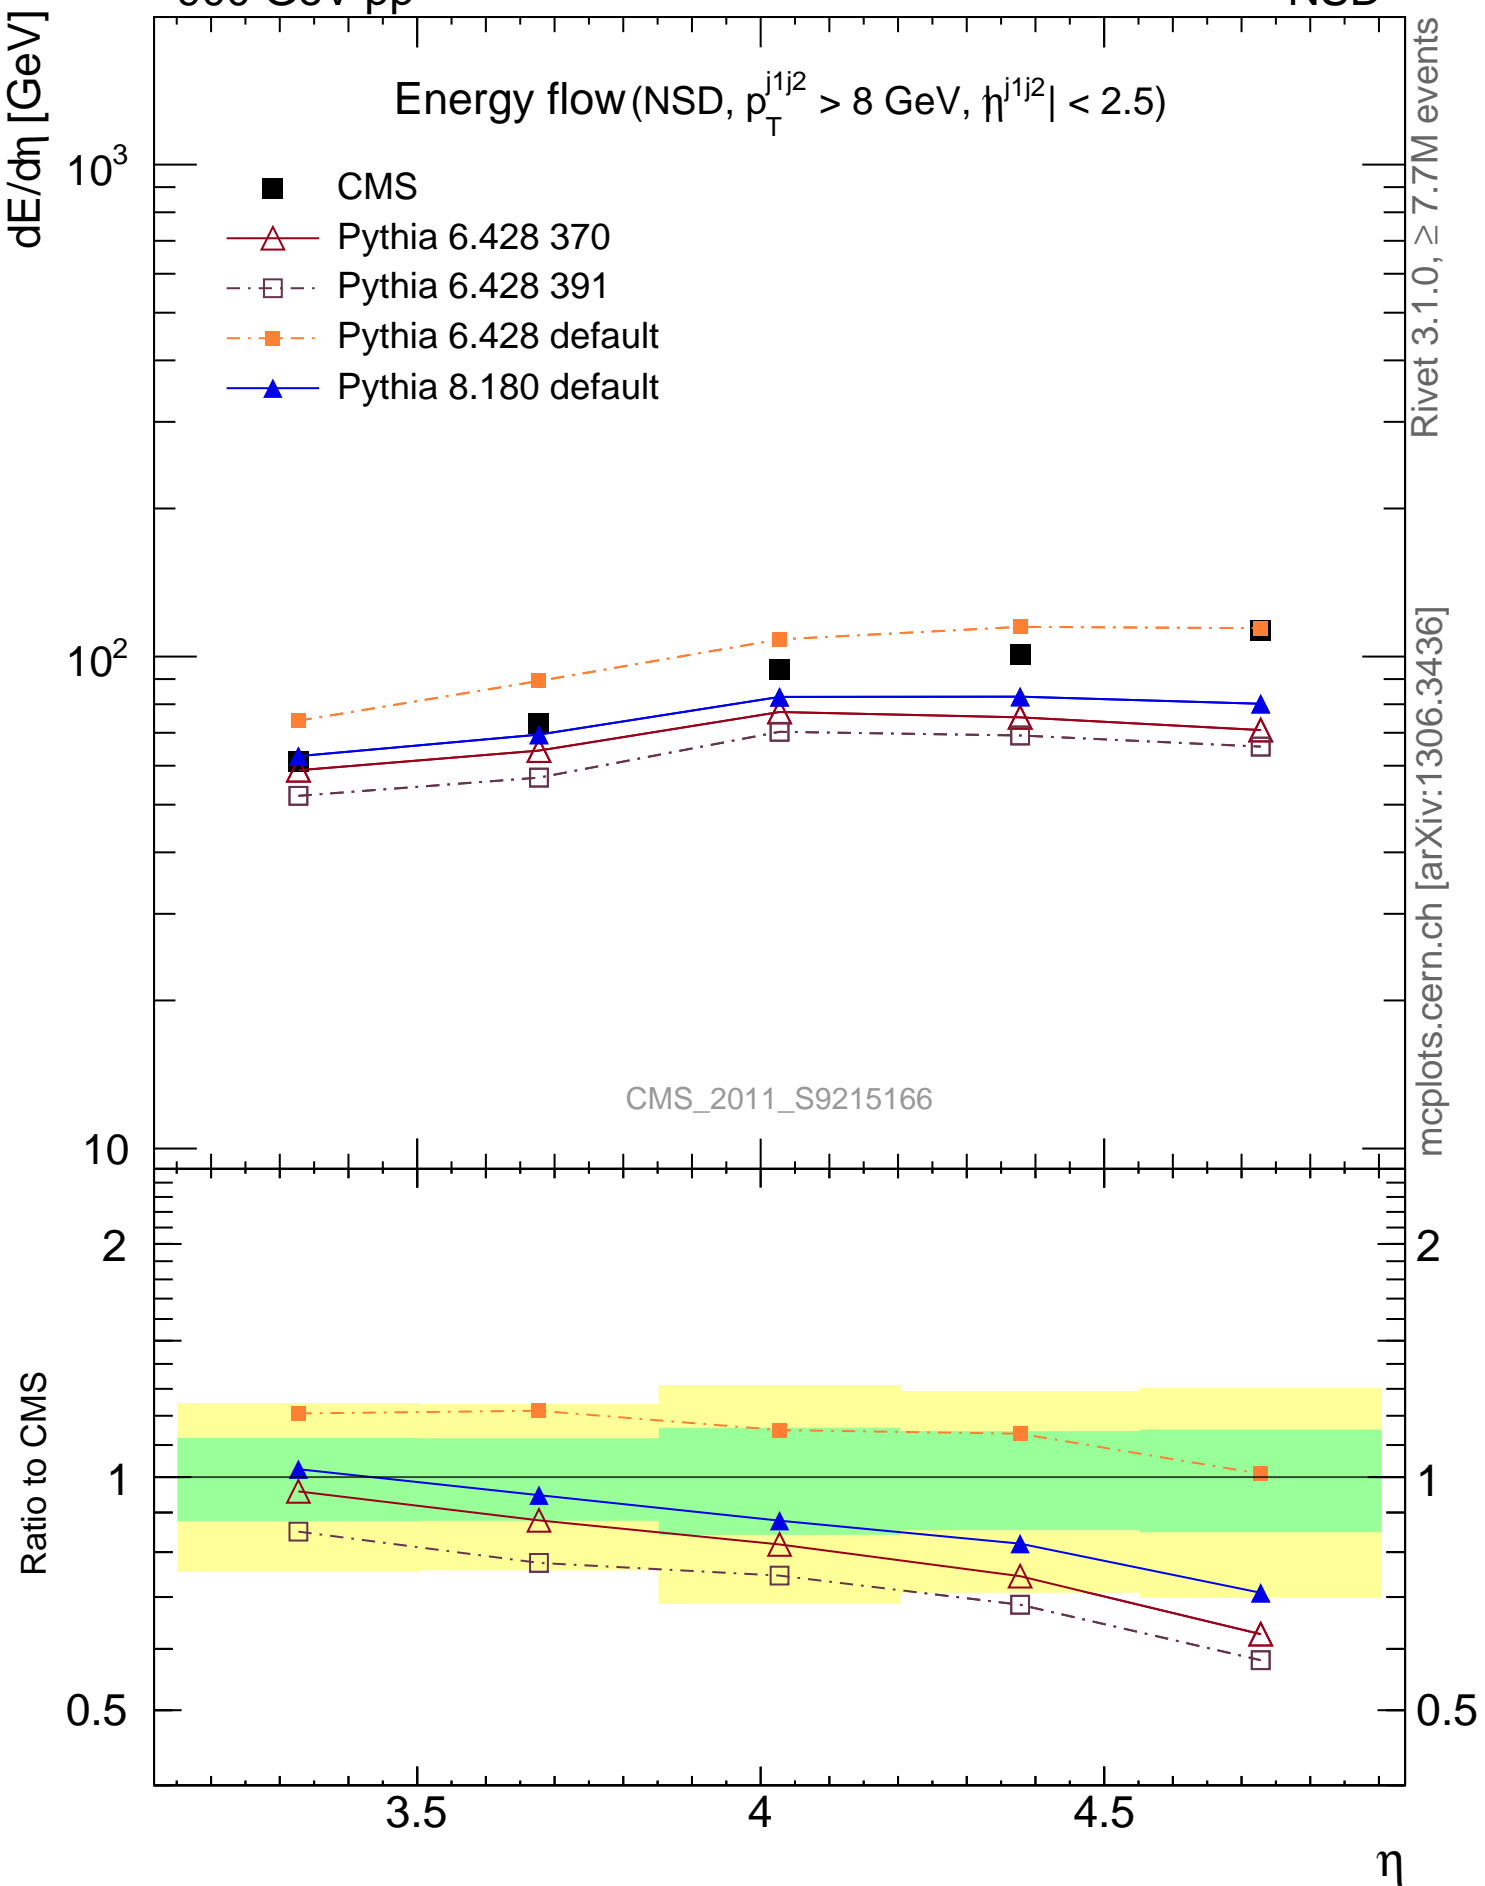 dE/dη [GeV]
Energy flow (NSD, p_T^j1j2 > 8 GeV, |η^j1j2| < 2.5)
CMS
Pythia 6.428 370
Pythia 6.428 391
Pythia 6.428 default
Pythia 8.180 default
10^3
10^2
10
CMS_2011_S9215166
Rivet 3.1.0, ≥ 7.7M events
mcplots.cern.ch [arXiv:1306.3436]
Ratio to CMS
2
1
0.5
2
1
0.5
3.5 4 4.5
η